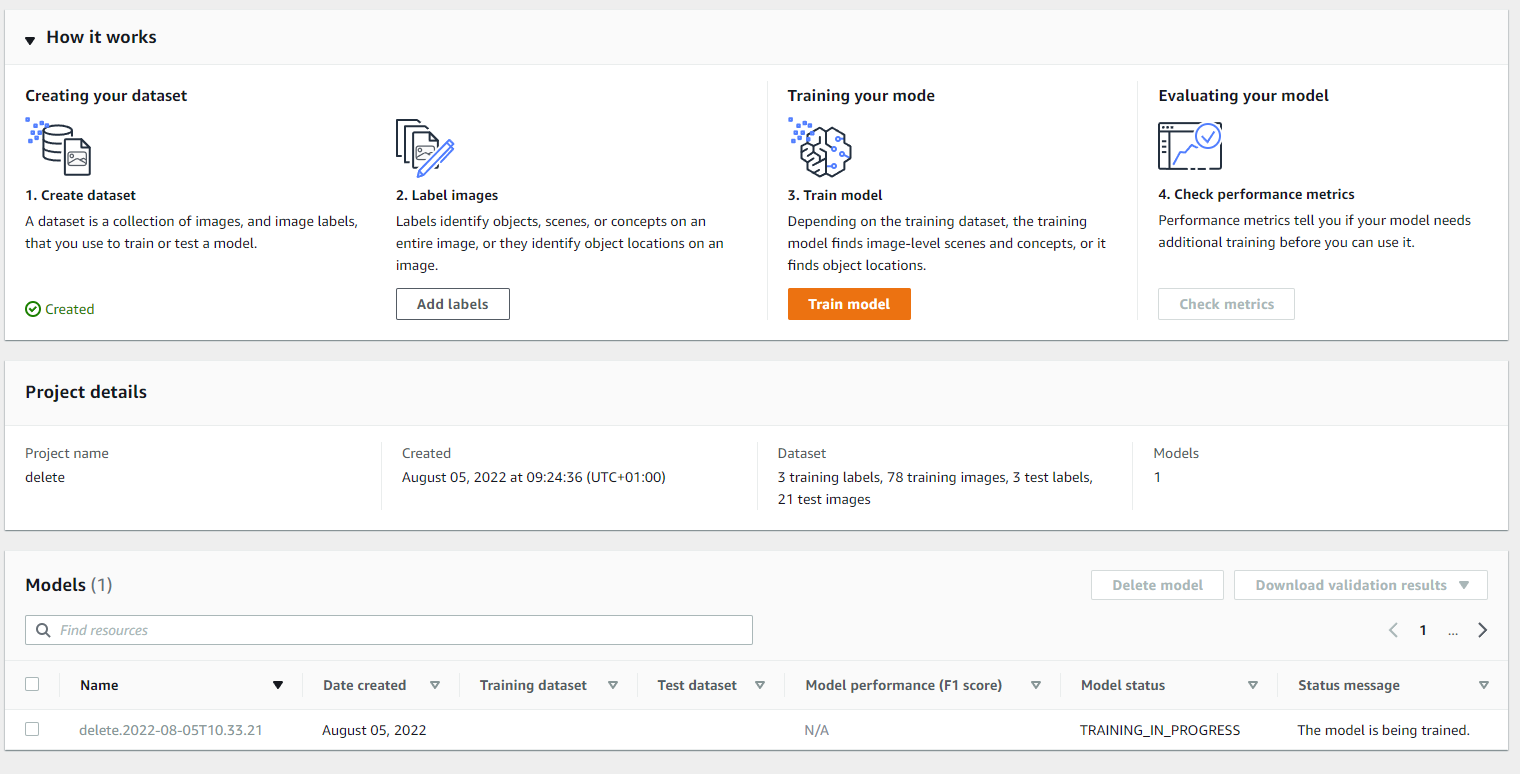 How it works
Creating your dataset
1. Create dataset
A dataset is a collection of images, and image labels,
that you use to train or test a model.
Created
2. Label images
Labels identify objects, scenes, or concepts on an
entire image, or they identify object locations on an
image.
Add labels
Training your mode
3. Train model
Depending on the training dataset, the training
model finds image-level scenes and concepts, or it
finds object locations.
Train model
Evaluating your model
4. Check performance metrics
Performance metrics tell you if your model needs
additional training before you can use it.
Check metrics
Project details
Project name
delete
Created
August 05, 2022 at 09:24:36 (UTC+01:00)
Dataset
3 training labels, 78 training images, 3 test labels,
21 test images
Models
1
Models (1)
Delete model
Download validation results
Find resources
1 ...
Name Date created Training dataset Test dataset Model performance (F1 score) Model status Status message
delete.2022-08-05T10.33.21 August 05, 2022 N/A TRAINING_IN_PROGRESS The model is being trained.